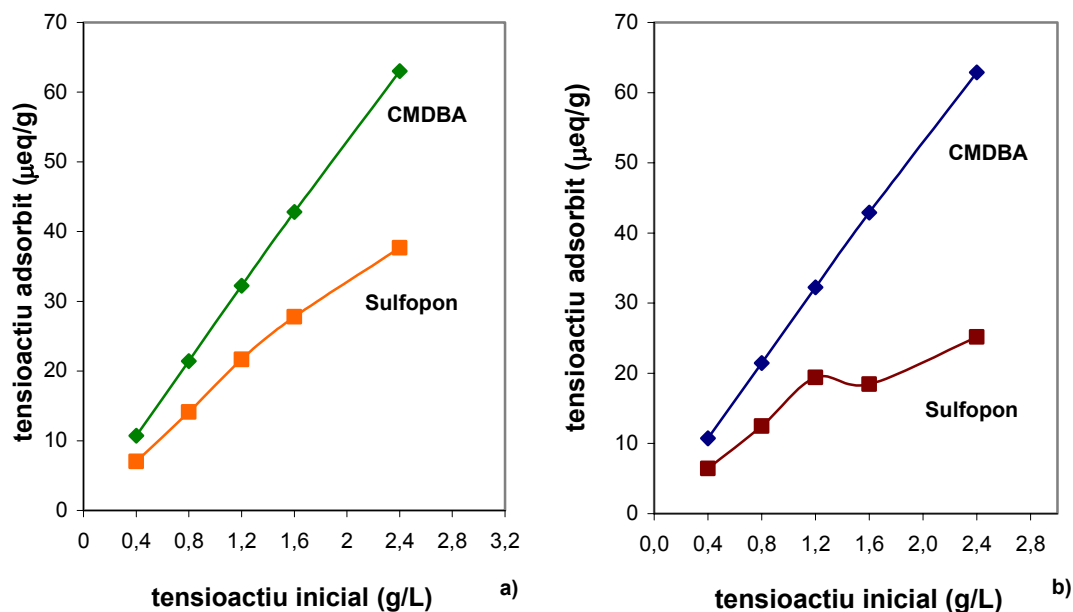 tensioactiu adsorbit (µeq/g)
70
60
50
40
30
20
10
0
CMDBA
Sulfopon
0 0,4 0,8 1,2 1,6 2 2,4 2,8 3,2
tensioactiu inicial (g/L)
a)
tensioactiu adsorbit (µeq/g)
70
60
50
40
30
20
10
0
CMDBA
Sulfopon
0,0 0,4 0,8 1,2 1,6 2,0 2,4 2,8
tensioactiu inicial (g/L)
b)